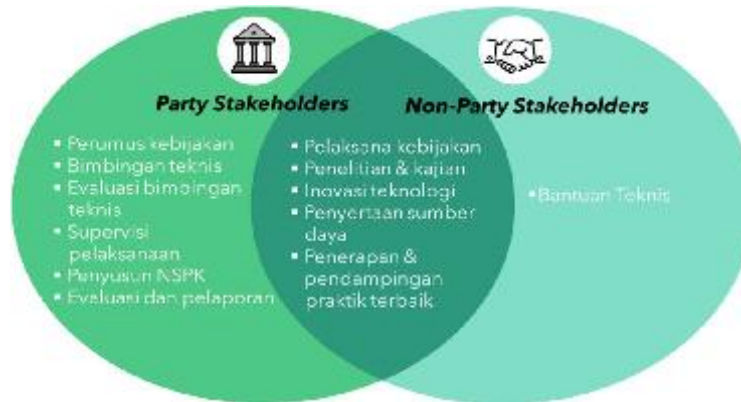 Party Stakeholders
▪ Perumus kebijakan
▪ Bimbingan teknis
▪ Evaluasi bimbingan
teknis
▪ Supervisi
pelaksanaan
▪ Penyusun NSPK
▪ Evaluasi dan pelaporan
▪ Pelaksana kebijakan
▪ Penelitian & kajian
▪ Inovasi teknologi
▪ Penyertaan sumber
daya
▪ Penerapan &
pendampingan
praktik terbaik
Non-Party Stakeholders
▪ Bantuan Teknis